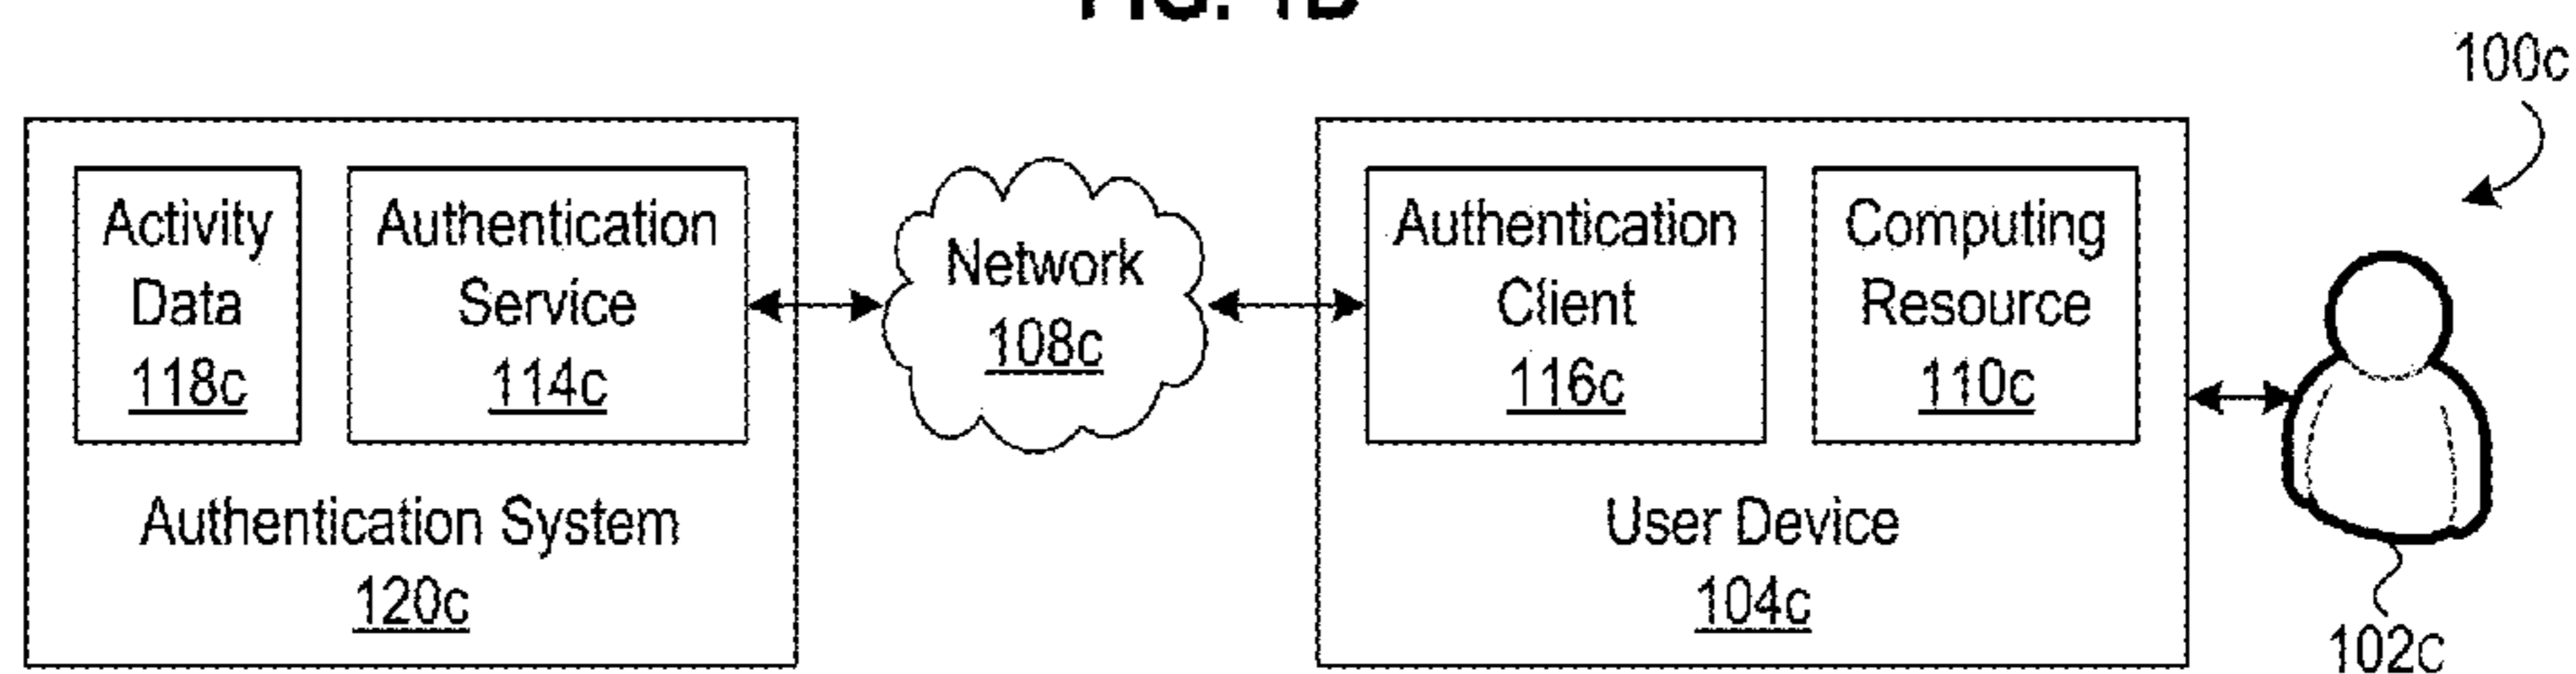 100c
Activity
Data
118c
Authentication
Service
114c
Authentication System
120c
Network
108c
Authentication
Client
116c
Computing
Resource
110c
User Device
104c
102c